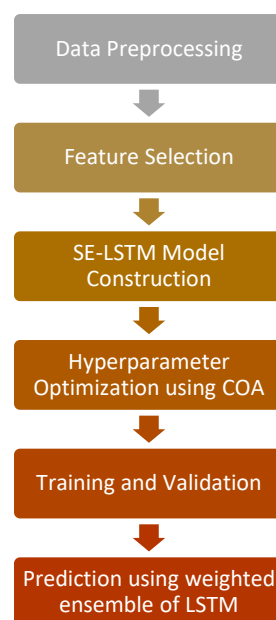 Data Preprocessing
Feature Selection
SE-LSTM Model
Construction
Hyperparameter
Optimization using COA
Training and Validation
Prediction using weighted
ensemble of LSTM